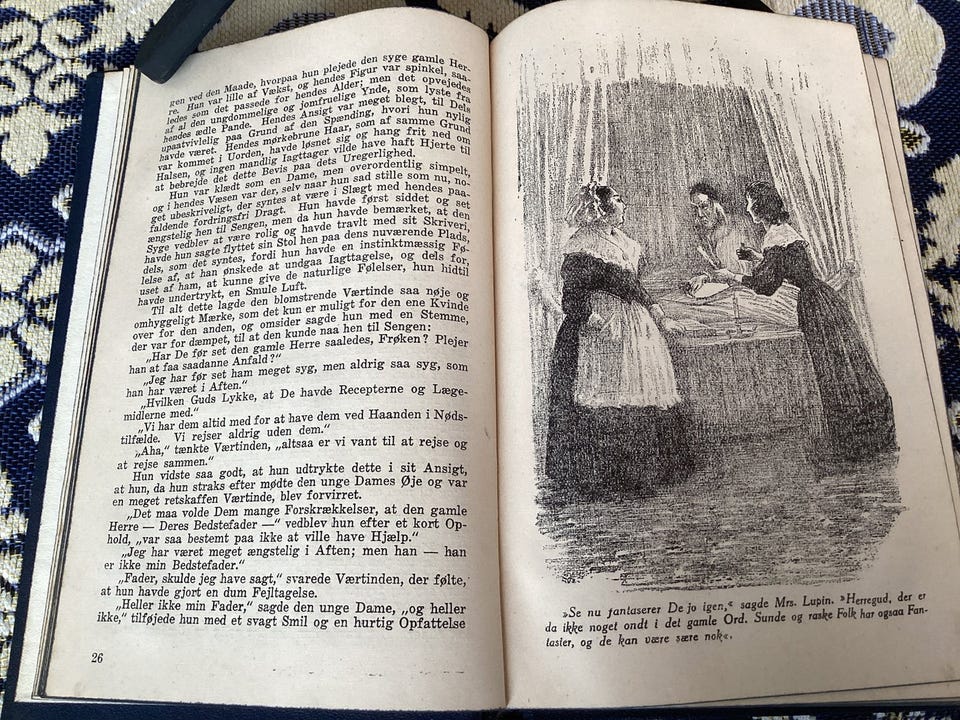 gen ved den Maade, hvorpaa hun plejede den syge gamle Her-
re. Hun var lille af Vækst, og hendes Figur var spinkel, saa-
ledes som det passede for hendes Alder; men det opvejedes
af al den ungdommelige og jomfruelige Ynde, som lyste fra
hendes ædle Pande. Hendes Ansigt var meget blegt, til Dels
upaatvivlelig paa Grund af den Spænding, hvori hun nylig
havde været. Hendes mørkebrune Haar, som af samme Grund
var kommet i Uorden, havde løsnet sig og hang frit ned om
Halsen, og ingen mandlig Iagttager vilde have haft Hjerte til
at bebrejde det dette Bevis paa dets Uregerlighed.
Hun var klædt som en Dame, men overordentlig simpelt,
og i hendes Væsen var der, selv naar hun sad stille som nu, no-
get ubeskriveligt, der syntes at være i Slægt med hendes paa-
faldende fordringsfri Dragt. Hun havde først siddet og set
ængstelig hen til Sengen, men da hun havde bemærket, at den
Syge vedblev at være rolig og havde travlt med sit Skriveri,
havde hun sagte flyttet sin Stol hen paa dens nuværende Plads,
dels, som det syntes, fordi hun havde en instinktmæssig Fø-
lelse af, at han ønskede at undgaa Iagttagelse, og dels for,
uset af ham, at kunne give de naturlige Følelser, hun hidtil
havde undertrykt, en Smule Luft.
Til alt dette lagde den blomstrende Værtinde saa nøje og
omhyggeligt Mærke, som det kun er muligt for den ene Kvinde
over for den anden, og omsider sagde hun med en Stemme,
der var for dæmpet, til at den kunde naa hen til Sengen:
„Har De før set den gamle Herre saaledes, Frøken? Plejer
han at faa saadanne Anfald?“
„Jeg har før set ham meget syg, men aldrig saa syg, som
han har været i Aften.“
„Hvilken Guds Lykke, at De havde Recepterne og Læge-
midlerne med.“
„Vi har dem altid med for at have dem ved Haanden i Nøds-
tilfælde. Vi rejser aldrig uden dem.“
„Aha,“ tænkte Værtinden, „altsaa er vi vant til at rejse og
at rejse sammen.“
Hun vidste saa godt, at hun udtrykte dette i sit Ansigt,
at hun, da hun straks efter mødte den unge Dames Øje og var
en meget retskaffen Værtinde, blev forvirret.
„Det maa volde Dem mange Forskrækkelser, at den gamle
Herre — Deres Bedstefader —“ vedblev hun efter et kort Op-
hold, „var saa bestemt paa ikke at ville have Hjælp.“
„Jeg har været meget ængstelig i Aften; men han — han
er ikke min Bedstefader.“
„Fader, skulde jeg have sagt,“ svarede Værtinden, der følte,
at hun havde gjort en dum Fejltagelse.
„Heller ikke min Fader,“ sagde den unge Dame, „og heller
ikke,“ tilføjede hun med et svagt Smil og en hurtig Opfattelse
26
»Se nu fantaserer De jo igen,« sagde Mrs. Lupin. »Herregud, der er
da ikke noget ondt i det gamle Ord. Sunde og raske Folk har ogsaa Fan-
tasier, og de kan være sære nok«.